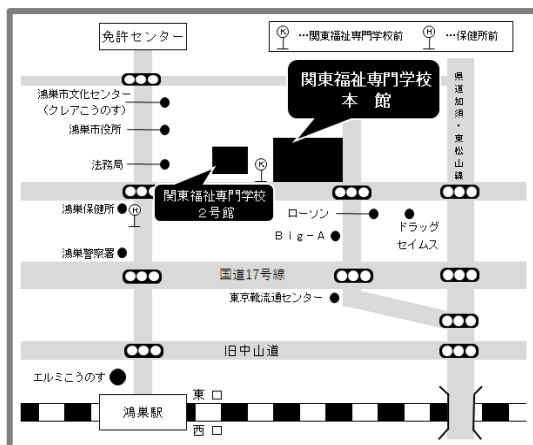 免許センター
Ⓚ …関東福祉専門学校前
Ⓗ …保健所前
関東福祉専門学校
本 館
県道加須・東松山線
鴻巣市文化センター
(クレアこうのす)
鴻巣市役所
法務局
Ⓚ
関東福祉専門学校
2号館
鴻巣保健所
Ⓗ
ローソン
ドラッグ
セイムス
Big-A
鴻巣警察署
国道17号線
東京靴流通センター
旧中山道
エルミこうのす
鴻巣駅
東口
西口